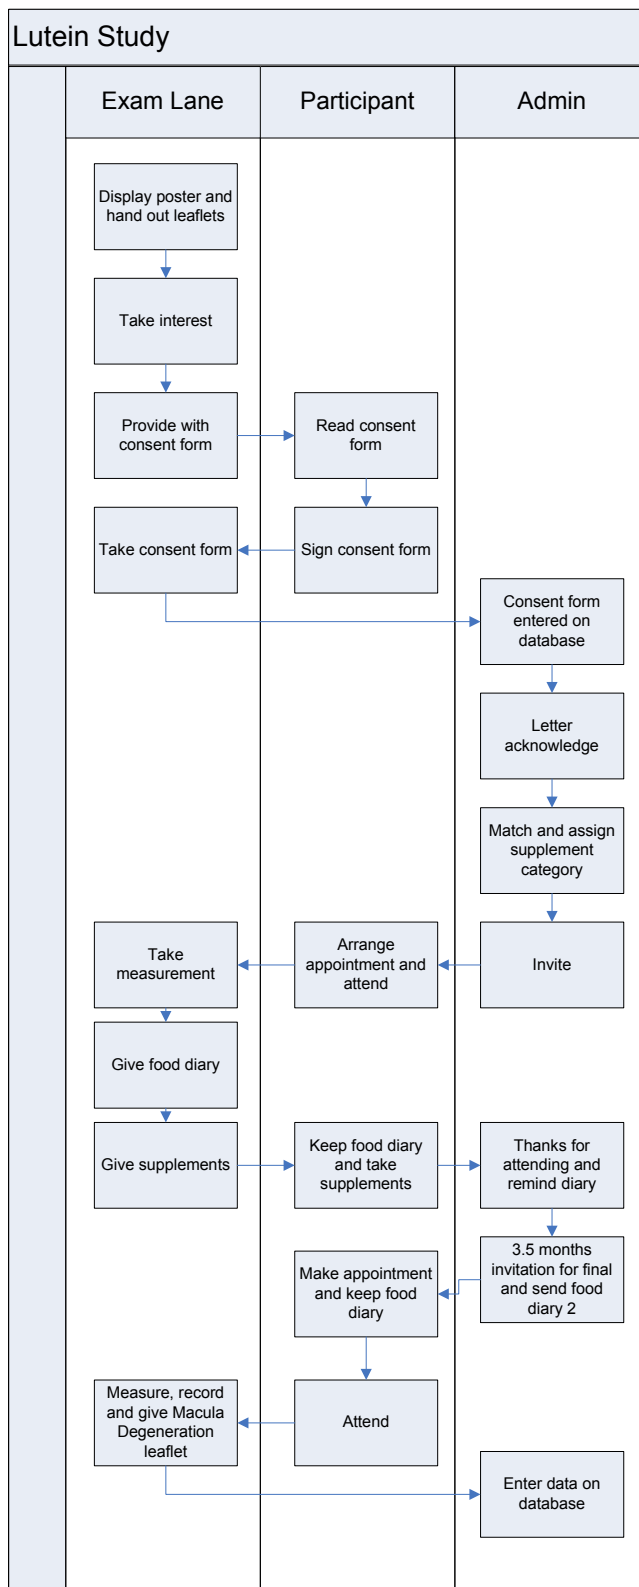 Lutein Study
Exam Lane
Participant
Admin
Display poster and
hand out leaflets
Take interest
Provide with
consent form
Read consent
form
Take consent form
Sign consent form
Consent form
entered on
database
Letter
acknowledge
Match and assign
supplement
category
Take
measurement
Arrange
appointment and
attend
Invite
Give food diary
Give supplements
Keep food diary
and take
supplements
Thanks for
attending and
remind diary
3.5 months
invitation for final
and send food
diary 2
Make appointment
and keep food
diary
Measure, record
and give Macula
Degeneration
leaflet
Attend
Enter data on
database